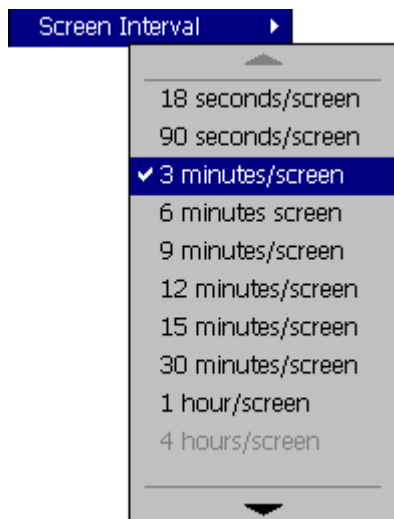 Screen Interval
18 seconds/screen
90 seconds/screen
3 minutes/screen
6 minutes screen
9 minutes/screen
12 minutes/screen
15 minutes/screen
30 minutes/screen
1 hour/screen
4 hours/screen